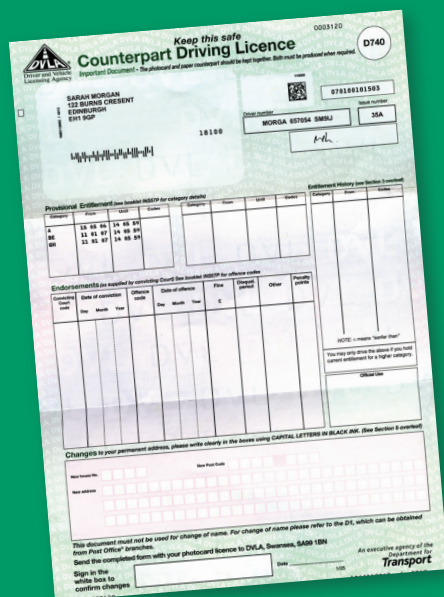 Keep this safe
0003120
DVLA
Driver and Vehicle
Licensing Agency
Counterpart Driving Licence
D740
Important Document - The photocard and paper counterpart should be kept together. Both must be produced when required.
SARAH MORGAN
122 BURNS CRESENT
EDINBURGH
EH1 9GP
18100
070100101503
Driver number
Issue number
MORGA 657054 SM9IJ
35A
Provisional Entitlement (see booklet INS57P for category details)
Entitlement History (see Section 3 overleaf)
Category From Until Codes
Category From Until Codes
Category From Codes
A 15 05 06 14 05 59
BE 11 01 07 14 05 59
BH 11 01 07 14 05 59
Endorsements (as supplied by convicting Court) See booklet INS57P for offence codes
Convicting Court code
Date of conviction
Day Month Year
Offence code
Date of offence
Day Month Year
Fine
£
Disqual. period
Other
Penalty points
NOTE: < means "earlier than"
You may only drive the above if you hold
current entitlement for a higher category.
Official Use
Changes to your permanent address, please write clearly in the boxes using CAPITAL LETTERS IN BLACK INK. (See Section 5 overleaf)
New house No.
New Post Code
New address
This document must not be used for change of name. For change of name please refer to the D1, which can be obtained
from Post Office® branches.
Send the completed form with your photocard licence to DVLA, Swansea, SA99 1BN
Sign in the
white box to
confirm changes
Date
1/05
An executive agency of the
Department for
Transport